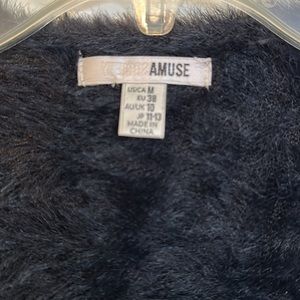 AMUSE
US/CA M
EU 38
AU/UK 10
JP 11-13
MADE IN
CHINA